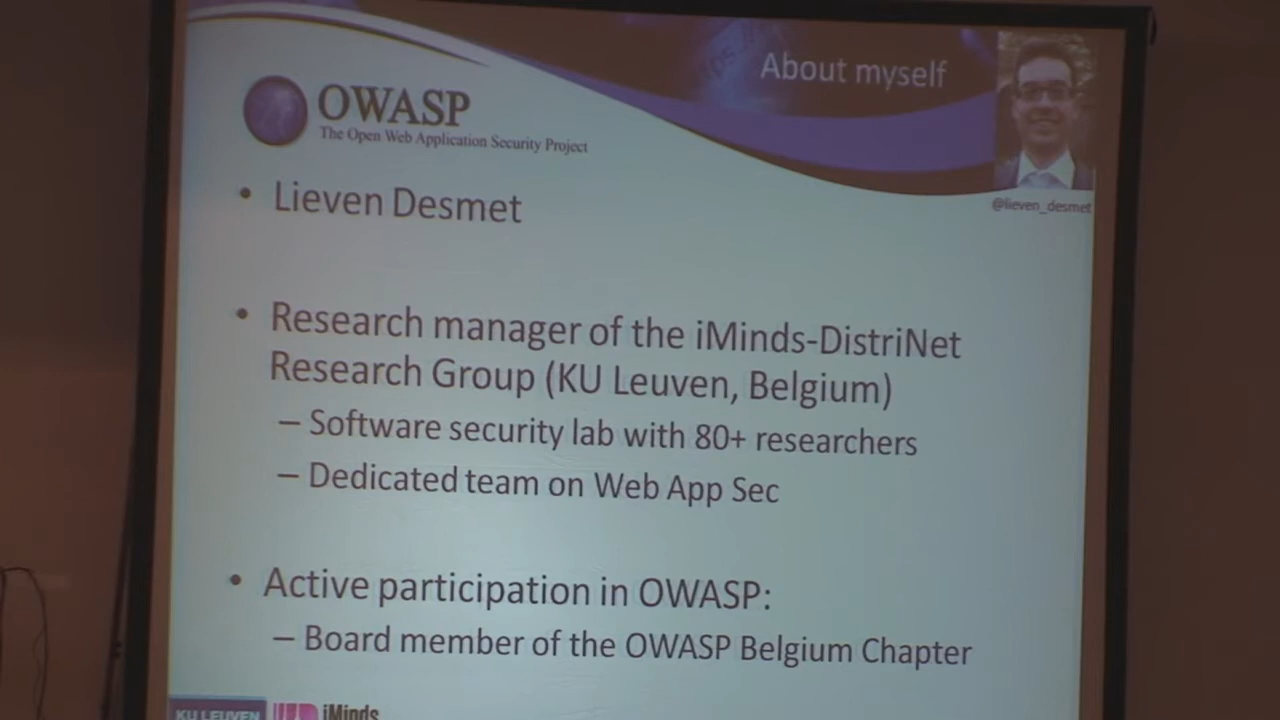 About myself
OWASP
The Open Web Application Security Project
@lieven_desmet
• Lieven Desmet
• Research manager of the iMinds-DistriNet
Research Group (KU Leuven, Belgium)
– Software security lab with 80+ researchers
– Dedicated team on Web App Sec
• Active participation in OWASP:
– Board member of the OWASP Belgium Chapter
KU LEUVEN
iMinds